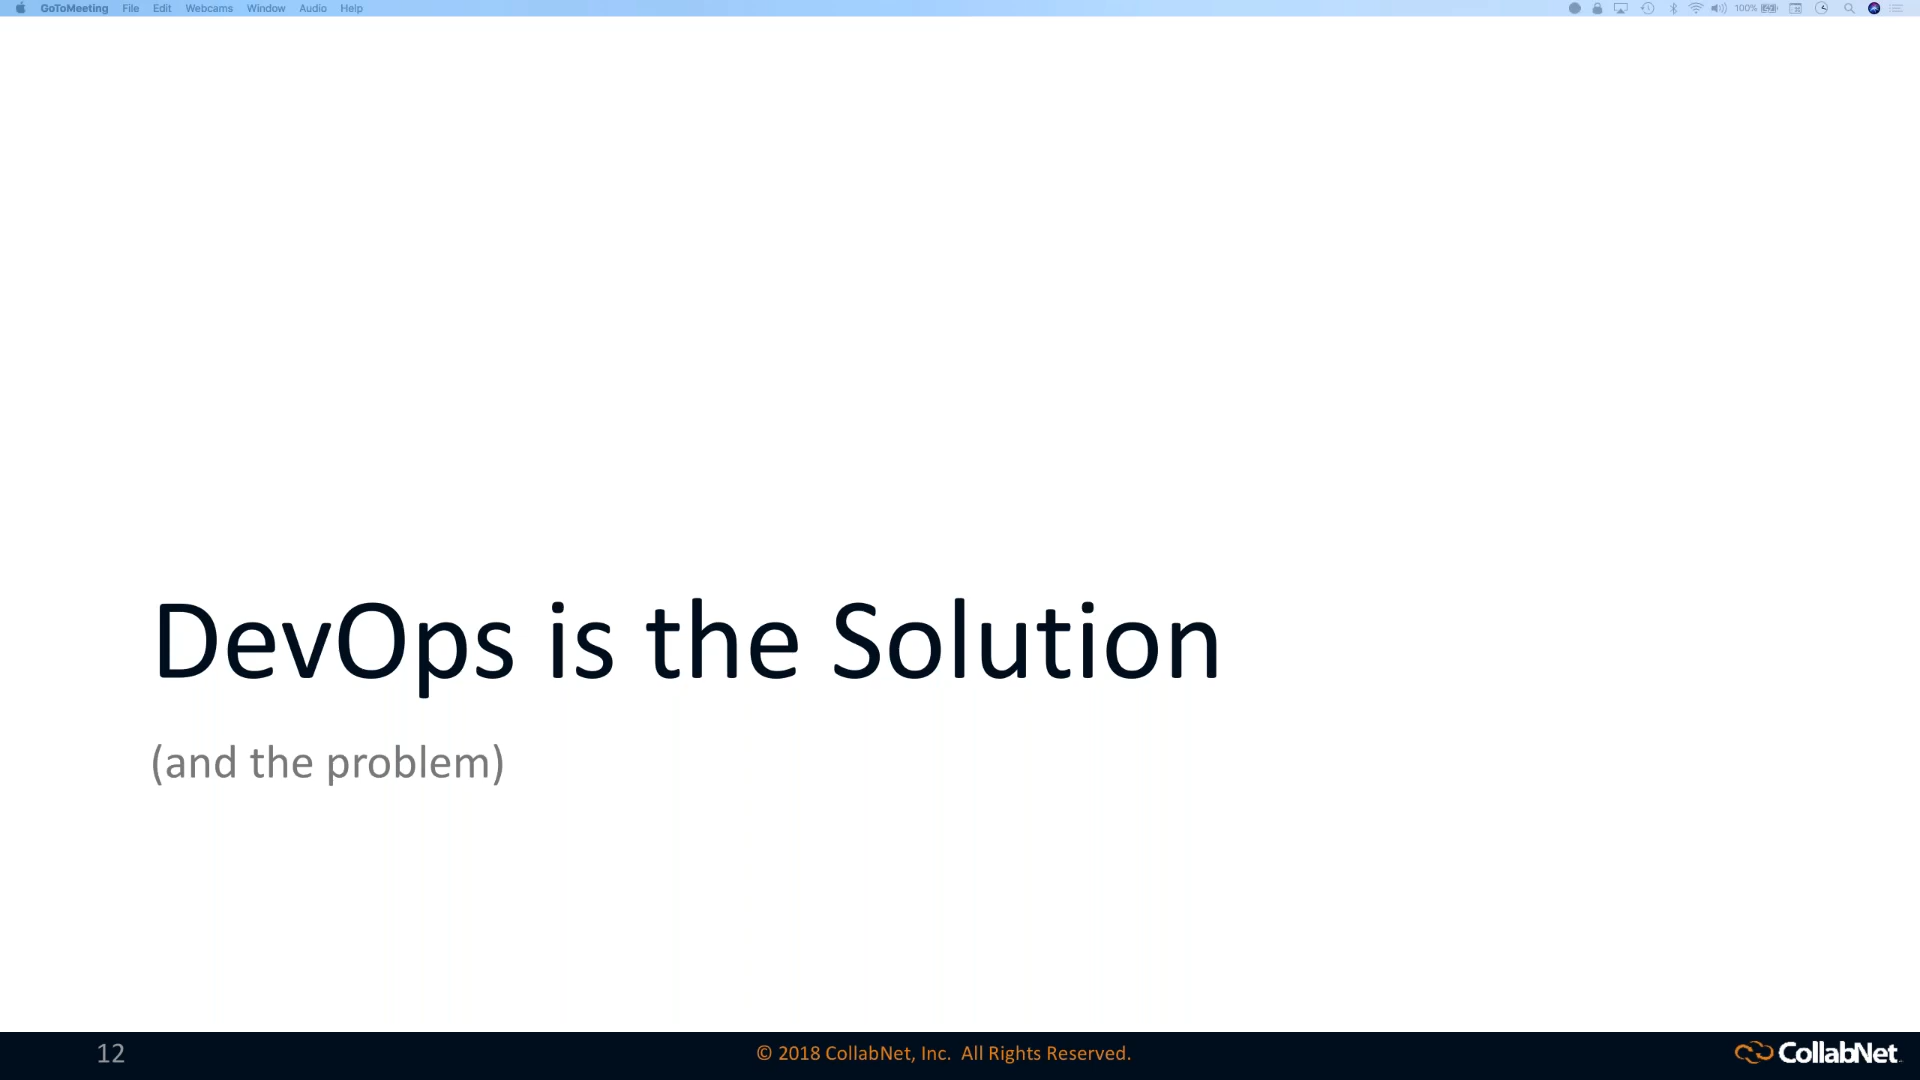 GoToMeeting File Edit Webcams Window Audio Help 100%
DevOps is the Solution
(and the problem)
12
© 2018 CollabNet, Inc. All Rights Reserved.
CollabNet